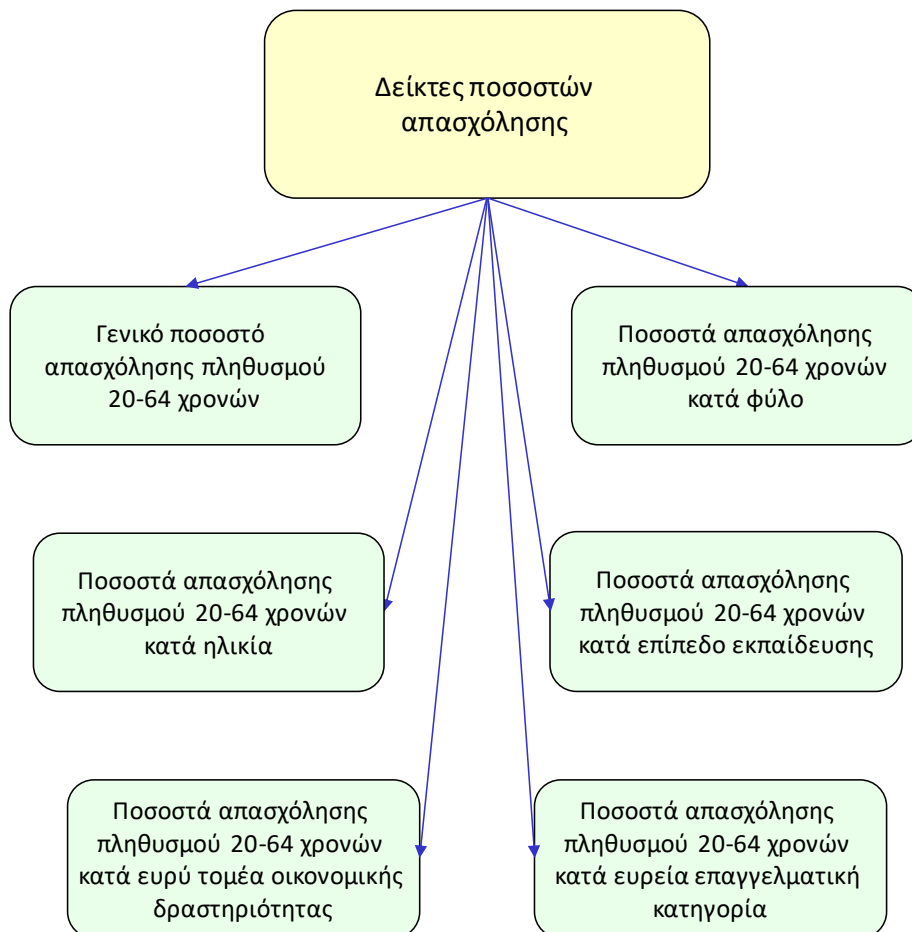 Δείκτες ποσοστών
απασχόλησης
Γενικό ποσοστό
απασχόλησης πληθυσμού
20-64 χρονών
Ποσοστά απασχόλησης
πληθυσμού 20-64 χρονών
κατά φύλο
Ποσοστά απασχόλησης
πληθυσμού 20-64 χρονών
κατά ηλικία
Ποσοστά απασχόλησης
πληθυσμού 20-64 χρονών
κατά επίπεδο εκπαίδευσης
Ποσοστά απασχόλησης
πληθυσμού 20-64 χρονών
κατά ευρύ τομέα οικονομικής
δραστηριότητας
Ποσοστά απασχόλησης
πληθυσμού 20-64 χρονών
κατά ευρεία επαγγελματική
κατηγορία